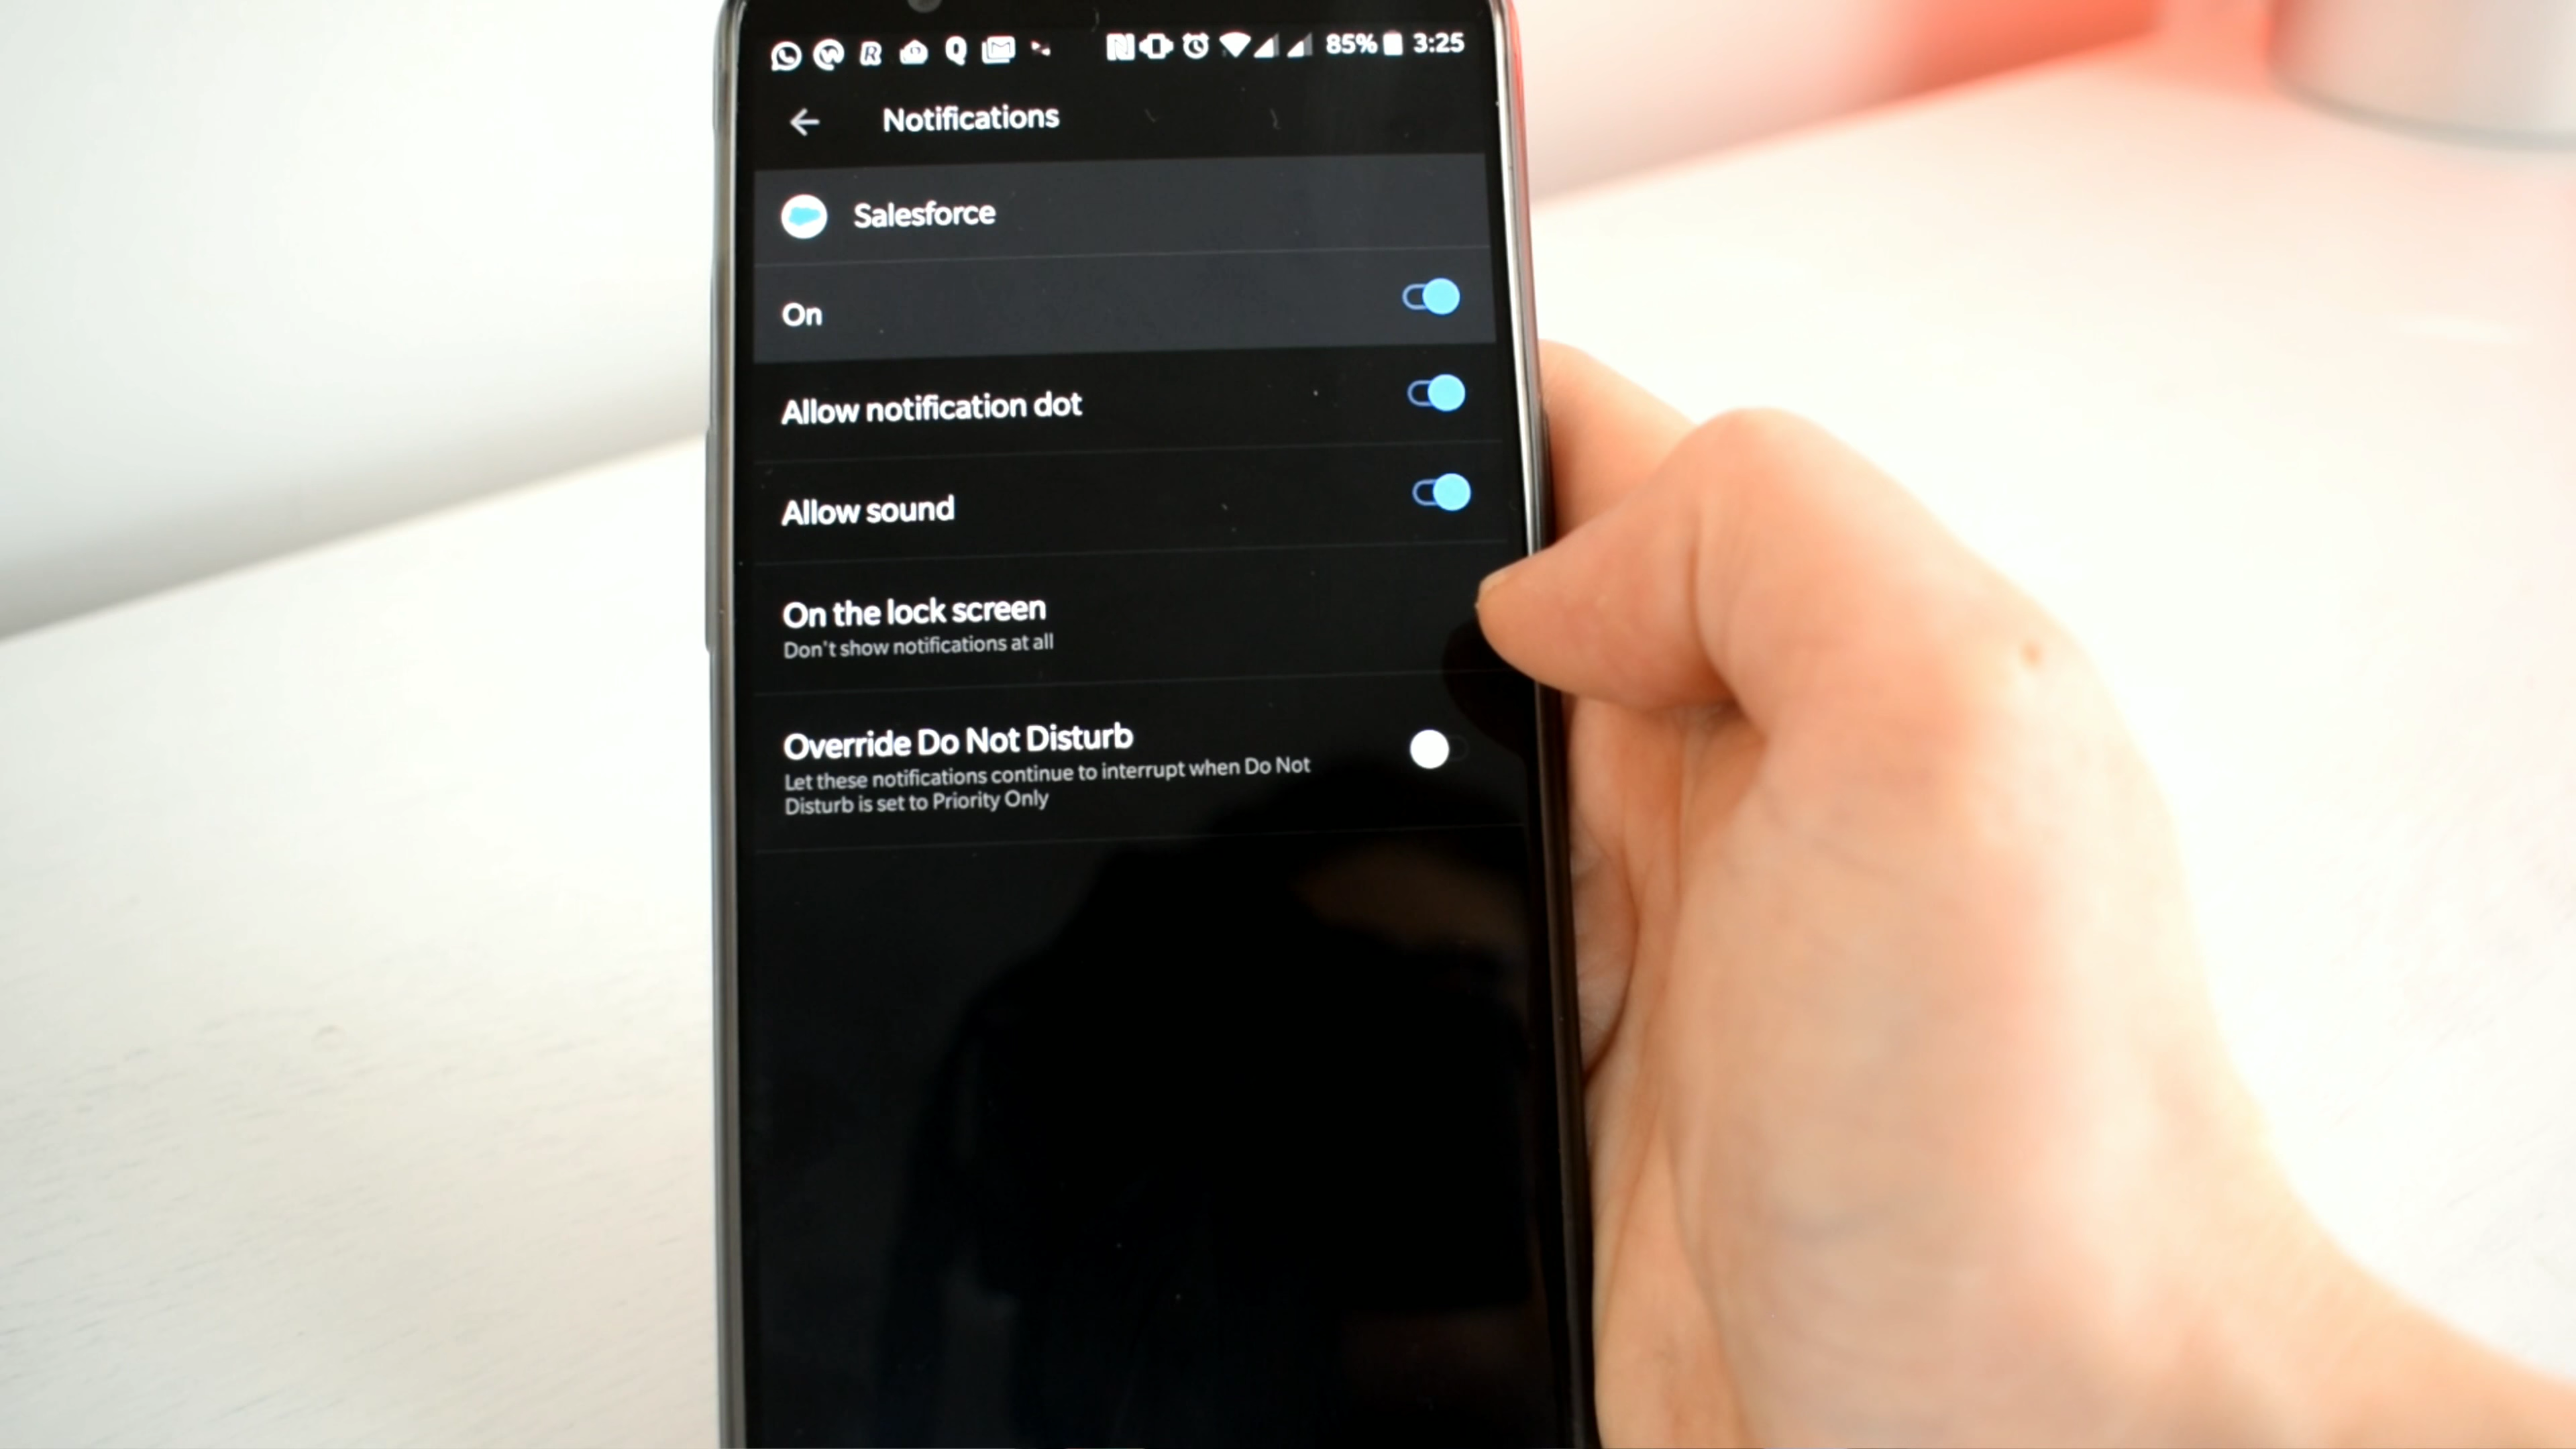 85% 3:25
Notifications
Salesforce
On
Allow notification dot
Allow sound
On the lock screen
Don't show notifications at all
Override Do Not Disturb
Let these notifications continue to interrupt when Do Not
Disturb is set to Priority Only